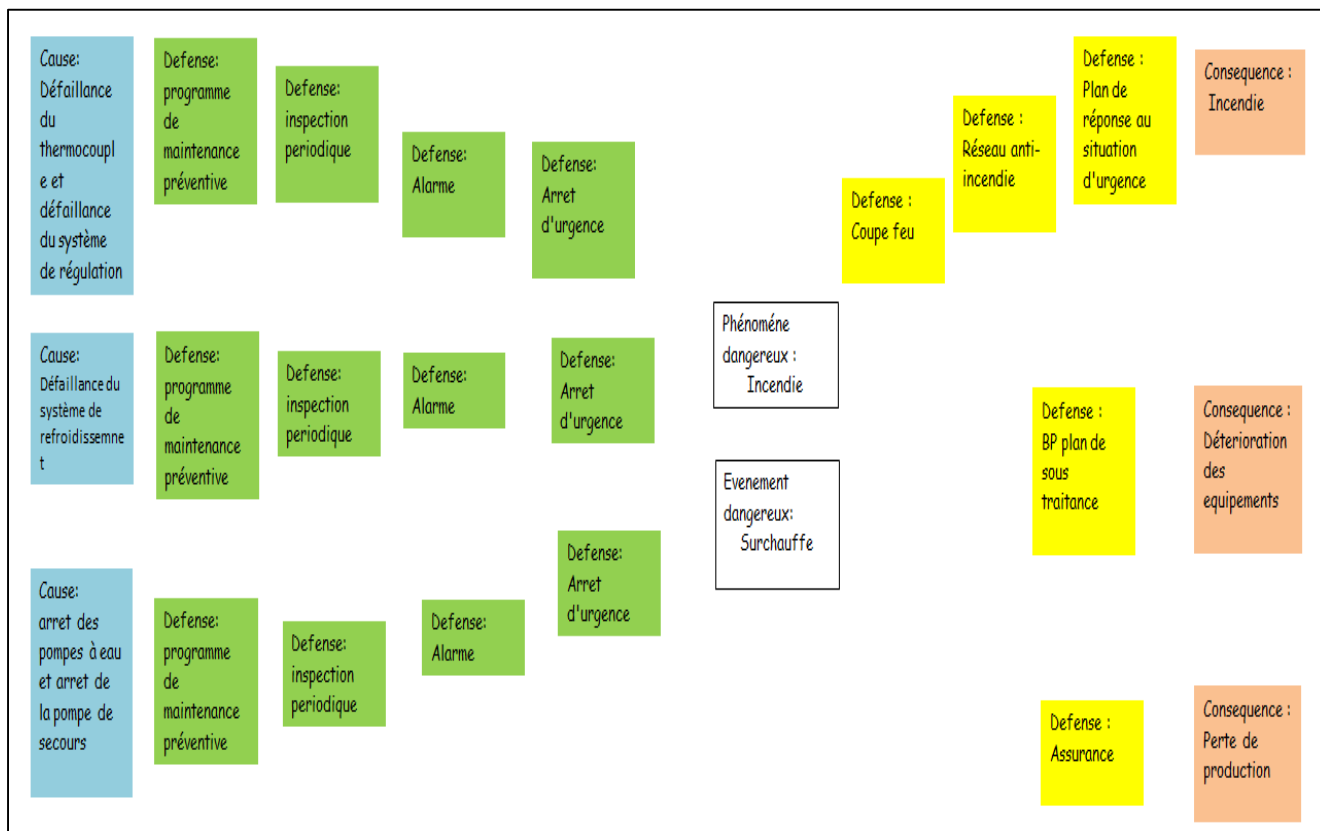 Cause:
Défaillance
du
thermocoupl
e et
défaillance
du système
de régulation
Defense:
programme
de
maintenance
préventive
Defense:
inspection
periodique
Defense:
Alarme
Defense:
Arret
d'urgence
Defense :
Coupe feu
Defense :
Réseau anti-
incendie
Defense :
Plan de
réponse au
situation
d'urgence
Consequence :
Incendie
Phénoméne
dangereux :
Incendie
Cause:
Défaillance du
système de
refroidissemne
t
Defense:
programme
de
maintenance
préventive
Defense:
inspection
periodique
Defense:
Alarme
Defense:
Arret
d'urgence
Evenement
dangereux:
Surchauffe
Defense :
BP plan de
sous
traitance
Consequence :
Déterioration
des
equipements
Cause:
arret des
pompes à eau
et arret de
la pompe de
secours
Defense:
programme
de
maintenance
préventive
Defense:
inspection
periodique
Defense:
Alarme
Defense:
Arret
d'urgence
Defense :
Assurance
Consequence :
Perte de
production